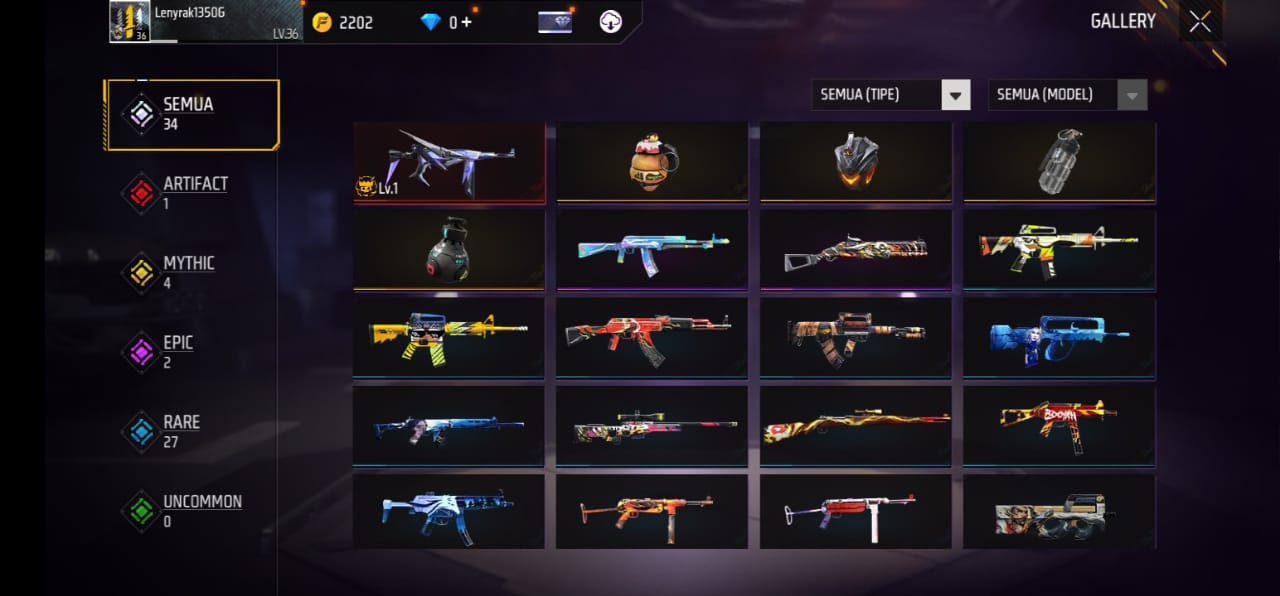 Lenyrak1350G
36
LV.36
2202
0 +
GALLERY
SEMUA
34
SEMUA (TIPE)
SEMUA (MODEL)
ARTIFACT
1
Lv.1
MYTHIC
4
EPIC
2
RARE
27
BOOYAH
UNCOMMON
0